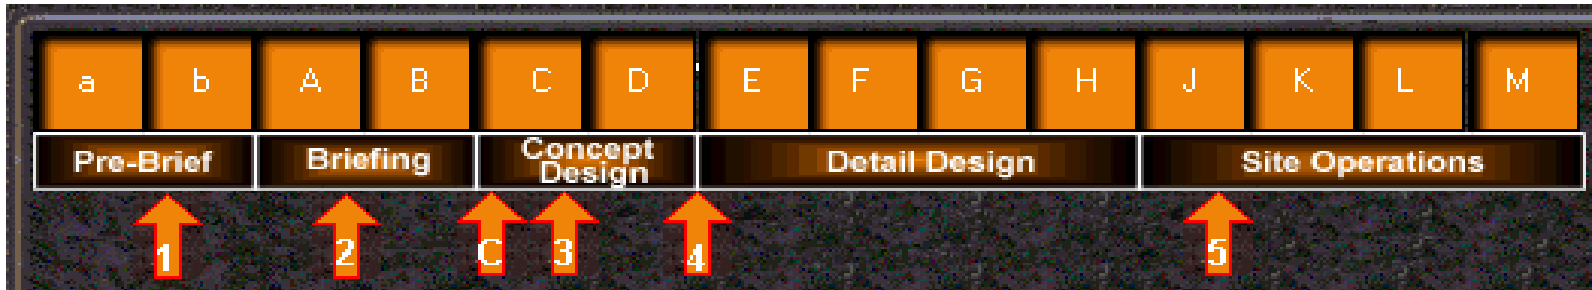 a b A B C D E F G H J K L M
Pre-Brief Briefing Concept Design Detail Design Site Operations
1 2 C 3 4 5